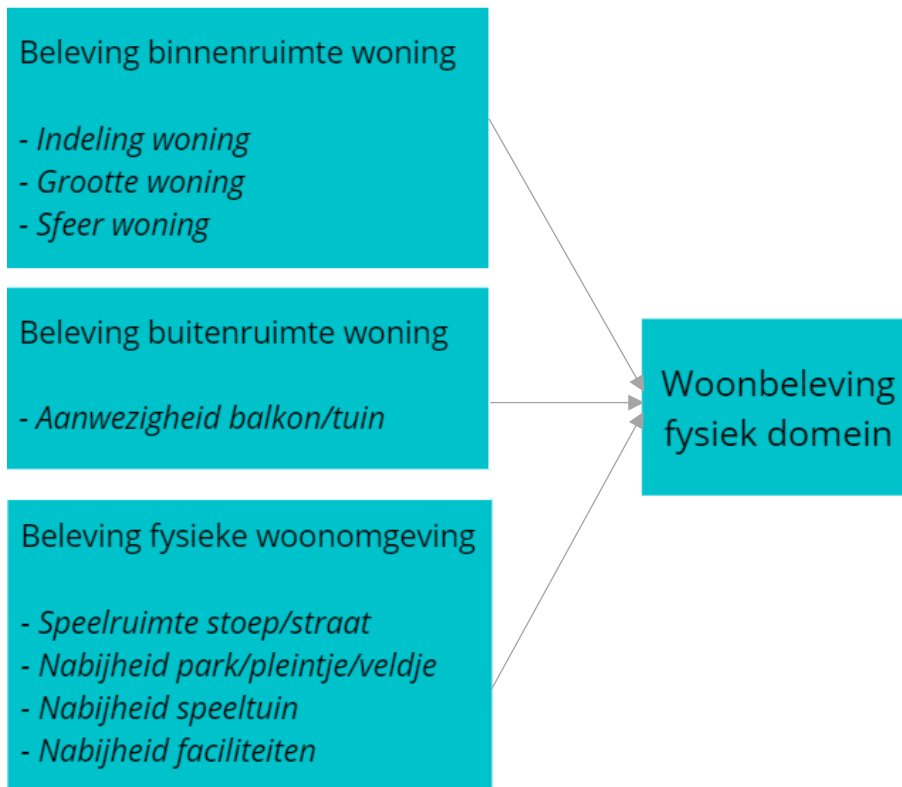 Beleving binnenruimte woning
- Indeling woning
- Grootte woning
- Sfeer woning
Beleving buitenruimte woning
- Aanwezigheid balkon/tuin
Beleving fysieke woonomgeving
- Speelruimte stoep/straat
- Nabijheid park/pleintje/veldje
- Nabijheid speeltuin
- Nabijheid faciliteiten
Woonbeleving
fysiek domein